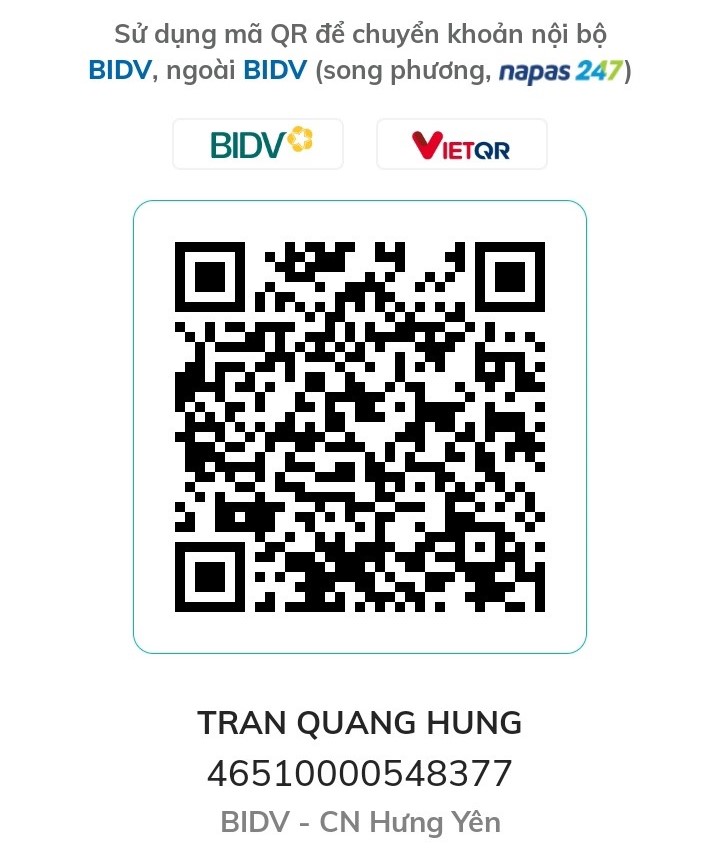 Sử dụng mã QR để chuyển khoản nội bộ
BIDV, ngoài BIDV (song phương, napas 247)
BIDV VIETQR
TRAN QUANG HUNG
46510000548377
BIDV - CN Hưng Yên